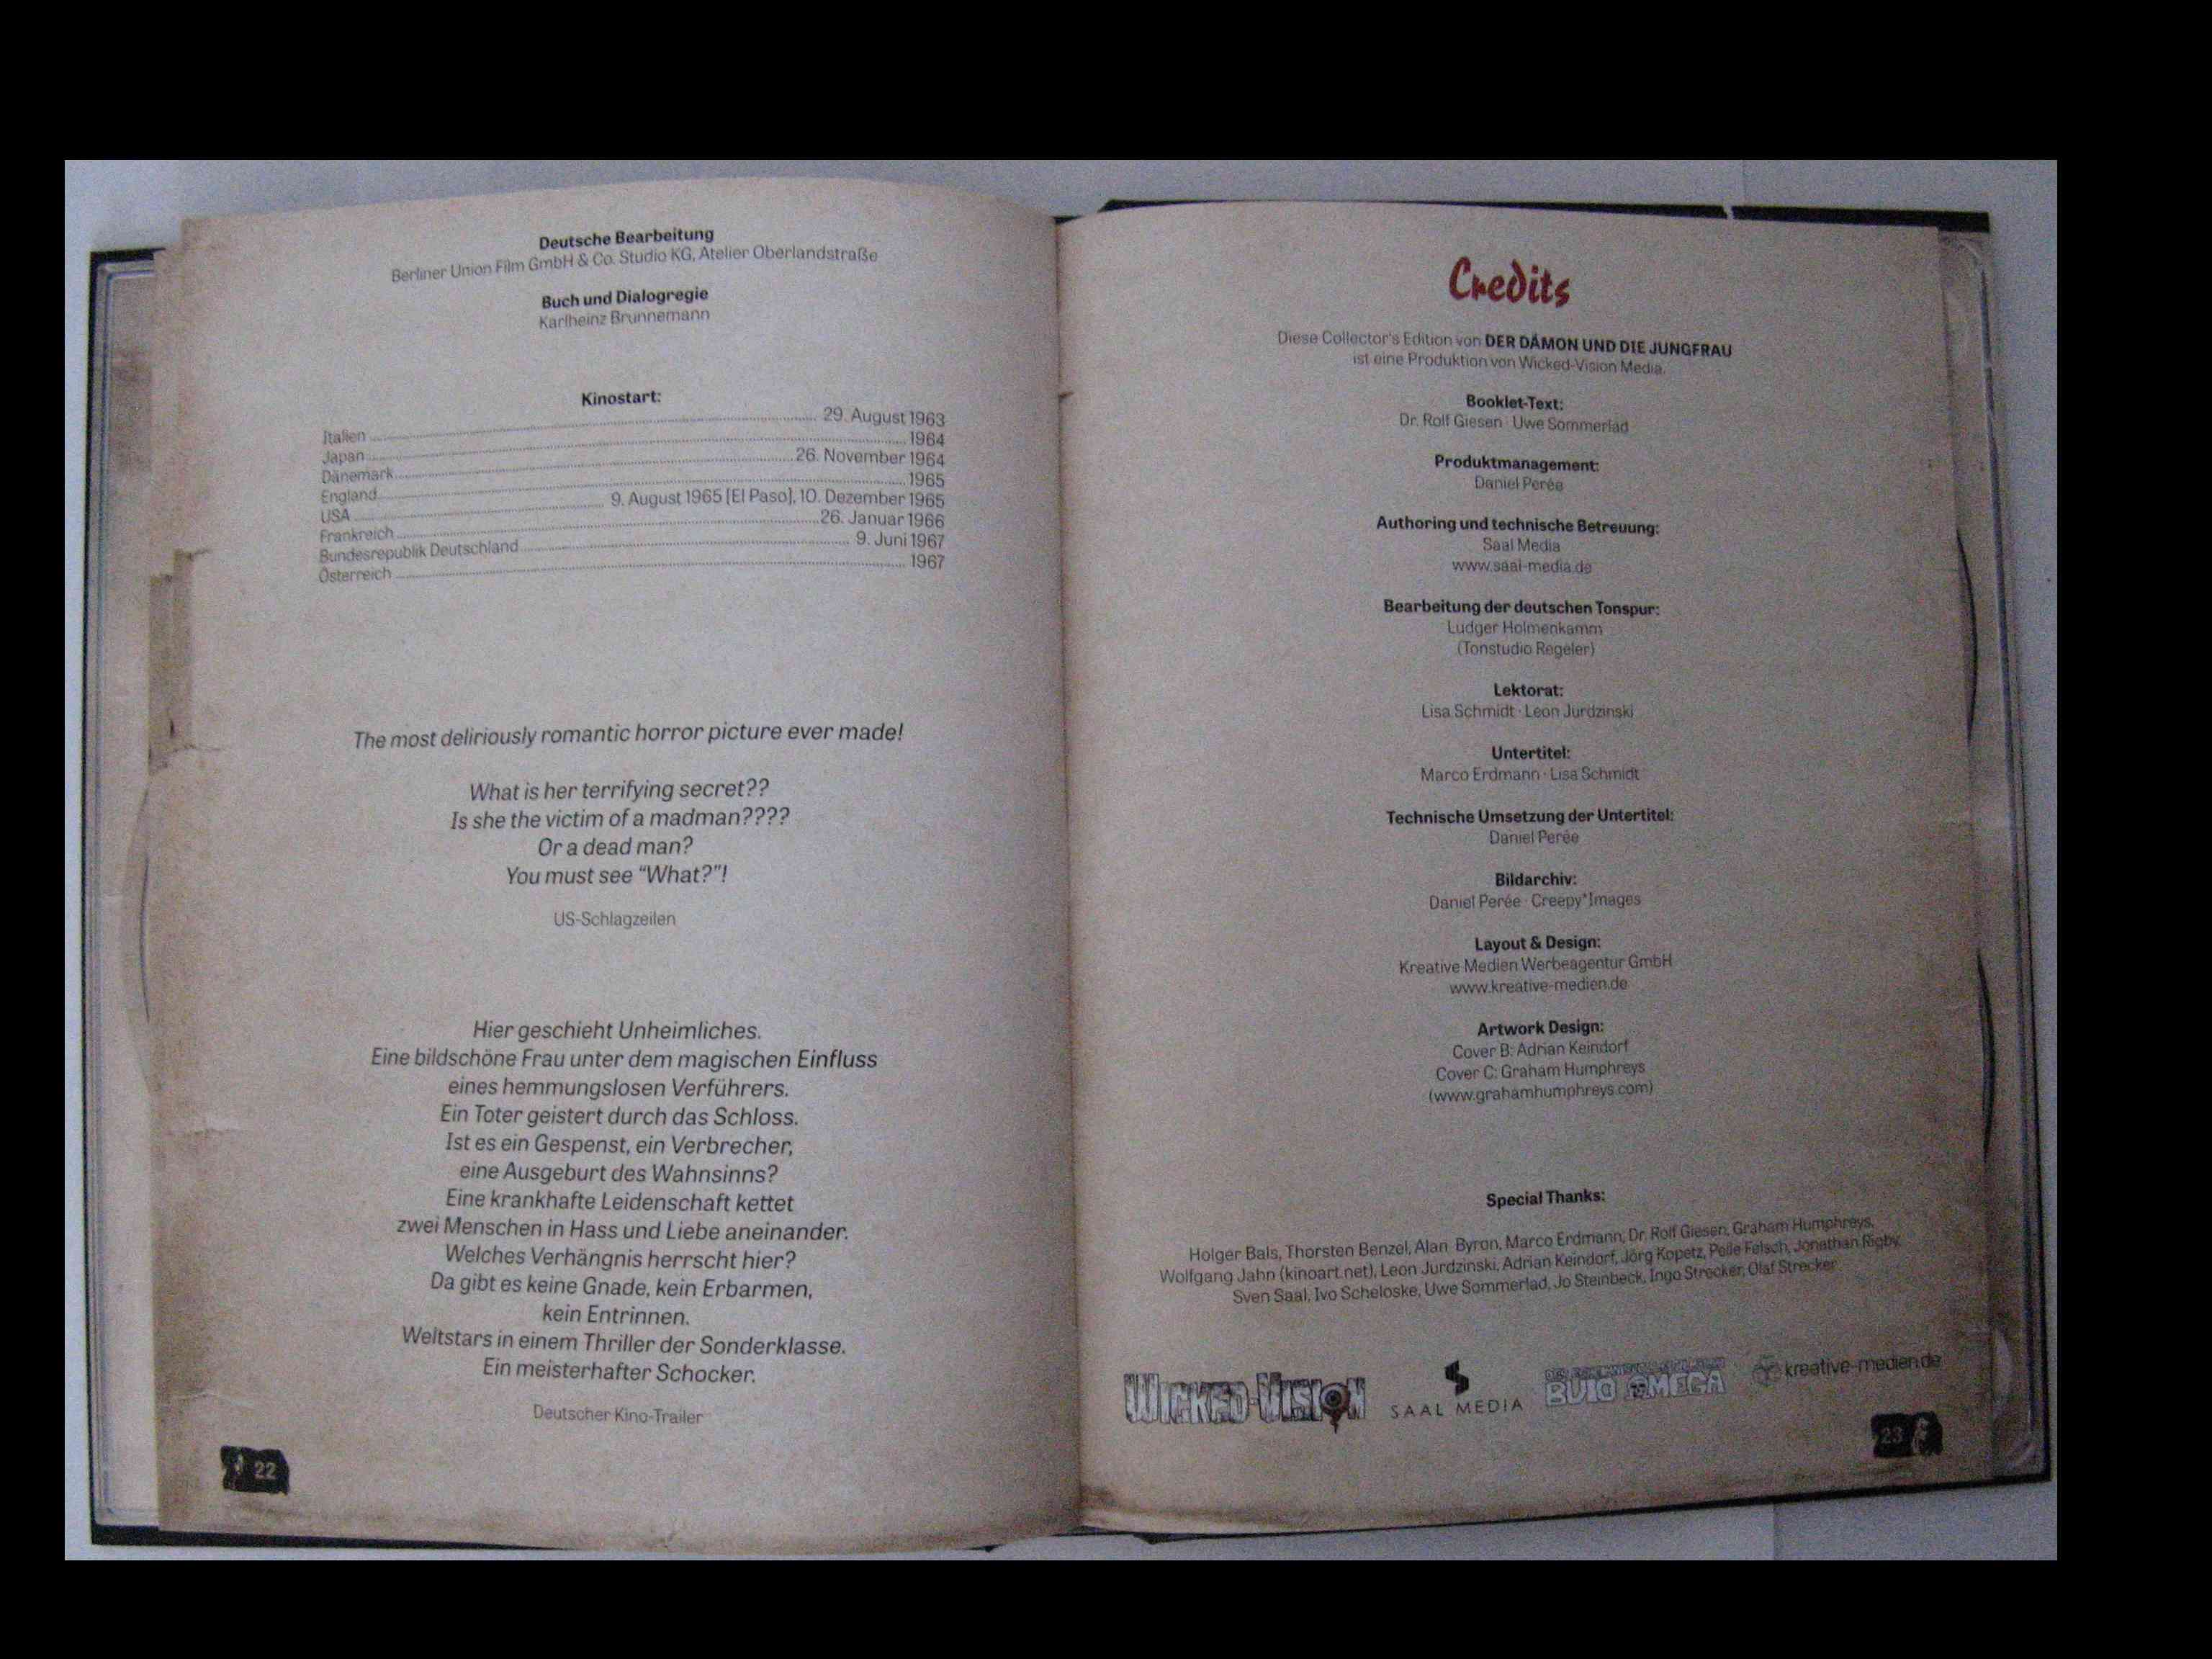 Deutsche Bearbeitung
Berliner Union Film GmbH & Co. Studio KG, Atelier Oberlandstraße
Buch und Dialogregie
Karlheinz Brunnemann
Kinostart:
Italien ........ 29. August 1963
Japan ........ 1964
Dänemark ........ 26. November 1964
England ........ 1965
USA ........ 9. August 1965 [El Paso], 10. Dezember 1965
Frankreich ........ 26. Januar 1966
Bundesrepublik Deutschland ........ 9. Juni 1967
Österreich ........ 1967
The most deliriously romantic horror picture ever made!
What is her terrifying secret??
Is she the victim of a madman????
Or a dead man?
You must see “What?”!
US-Schlagzeilen
Hier geschieht Unheimliches.
Eine bildschöne Frau unter dem magischen Einfluss
eines hemmungslosen Verführers.
Ein Toter geistert durch das Schloss.
Ist es ein Gespenst, ein Verbrecher,
eine Ausgeburt des Wahnsinns?
Eine krankhafte Leidenschaft kettet
zwei Menschen in Hass und Liebe aneinander.
Welches Verhängnis herrscht hier?
Da gibt es keine Gnade, kein Erbarmen,
kein Entrinnen.
Weltstars in einem Thriller der Sonderklasse.
Ein meisterhafter Schocker.
Deutscher Kino-Trailer
22
Credits
Diese Collector's Edition von DER DÄMON UND DIE JUNGFRAU
ist eine Produktion von Wicked-Vision Media.
Booklet-Text:
Dr. Rolf Giesen · Uwe Sommerlad
Produktmanagement:
Daniel Perée
Authoring und technische Betreuung:
Saal Media
www.saal-media.de
Bearbeitung der deutschen Tonspur:
Ludger Holmenkamm
(Tonstudio Regeler)
Lektorat:
Lisa Schmidt · Leon Jurdzinski
Untertitel:
Marco Erdmann · Lisa Schmidt
Technische Umsetzung der Untertitel:
Daniel Perée
Bildarchiv:
Daniel Perée · Creepy*Images
Layout & Design:
Kreative Medien Werbeagentur GmbH
www.kreative-medien.de
Artwork Design:
Cover B: Adrian Keindorf
Cover C: Graham Humphreys
(www.grahamhumphreys.com)
Special Thanks:
Holger Bals, Thorsten Benzel, Alan Byron, Marco Erdmann, Dr. Rolf Giesen, Graham Humphreys,
Wolfgang Jahn (kinoart.net), Leon Jurdzinski, Adrian Keindorf, Jörg Kopetz, Pelle Felsch, Jonathan Rigby,
Sven Saal, Ivo Scheloske, Uwe Sommerlad, Jo Steinbeck, Ingo Strecker, Olaf Strecker
WICKED-VISION
SAAL MEDIA
BUIO OMEGA
kreative-medien.de
23